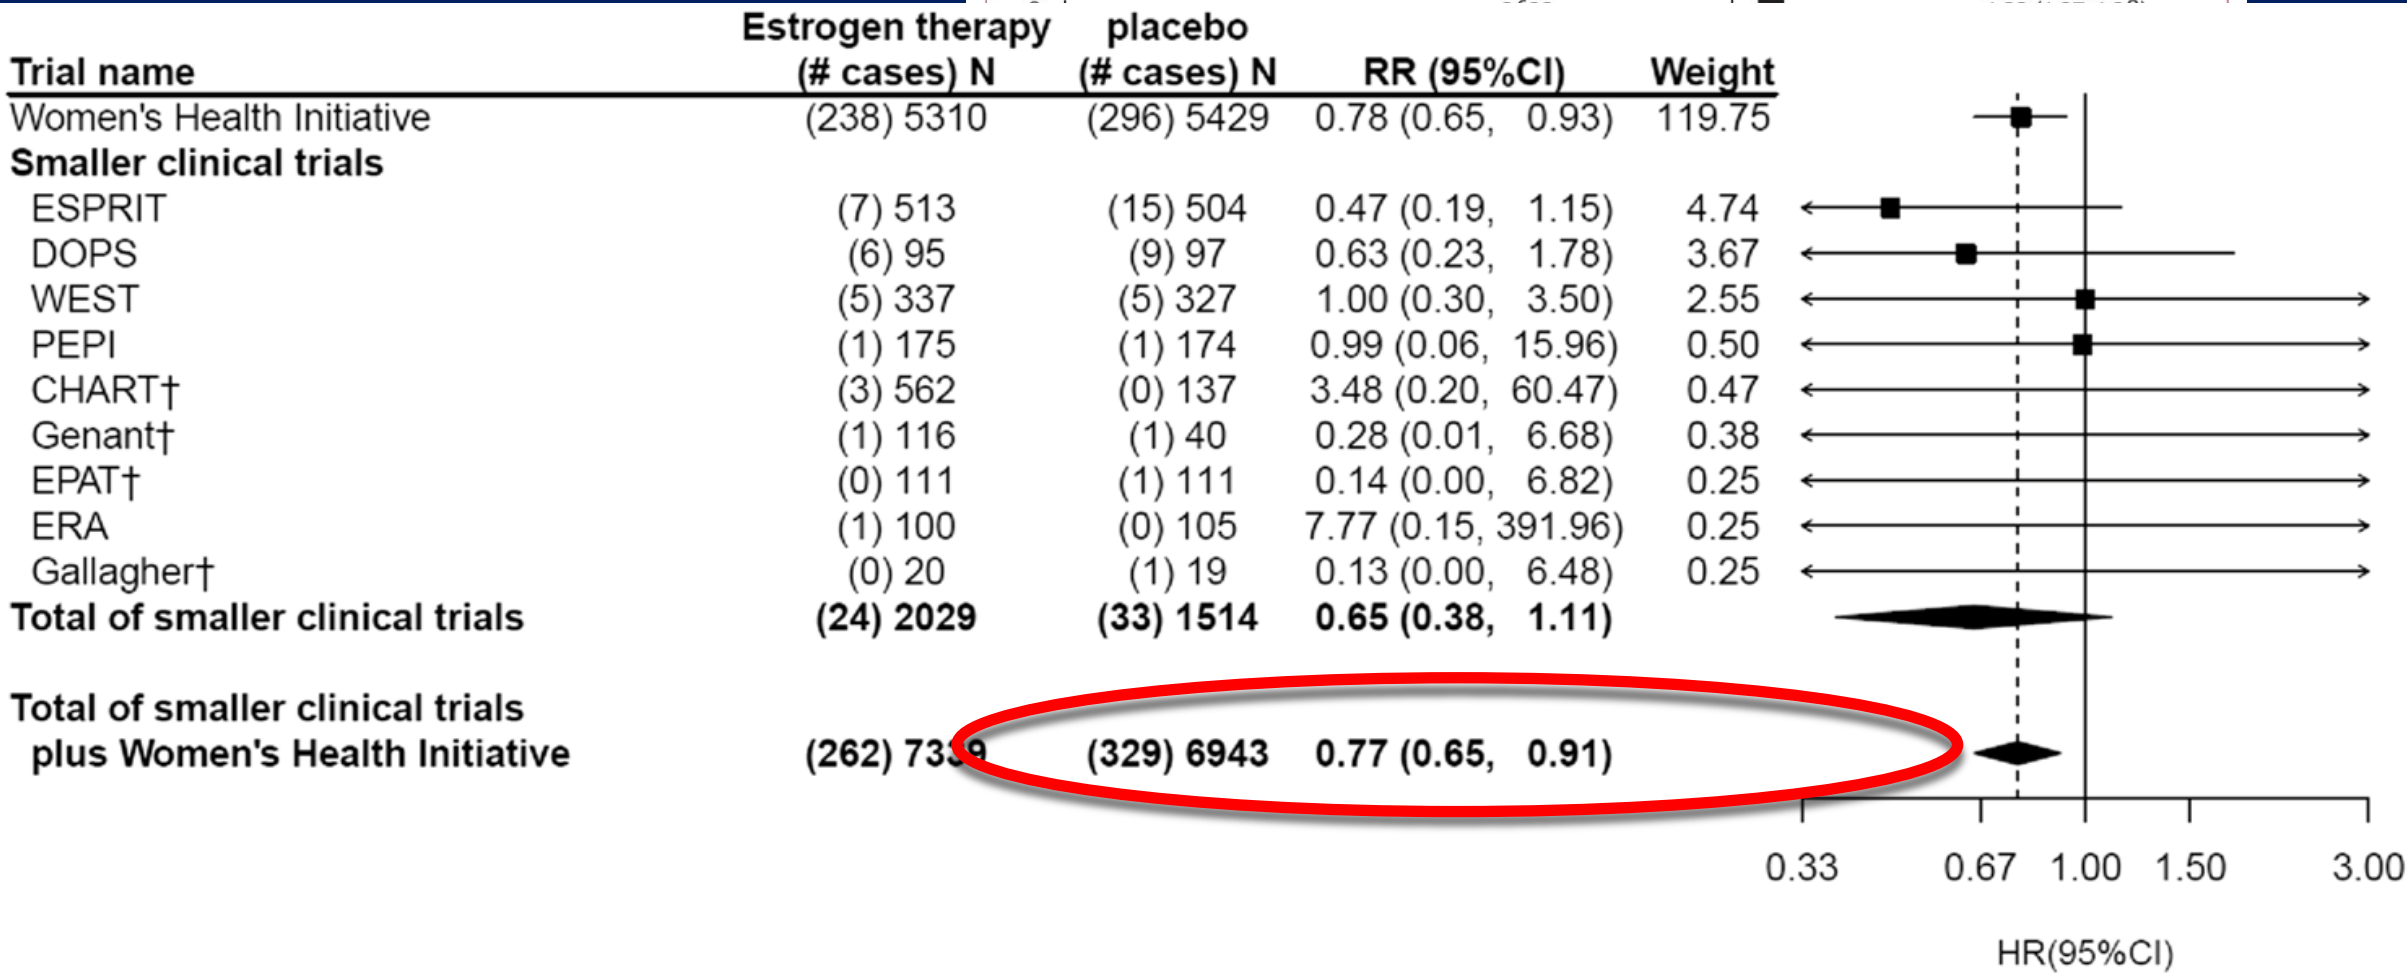 Estrogen therapy placebo
Trial name (# cases) N (# cases) N RR (95%CI) Weight
Women's Health Initiative (238) 5310 (296) 5429 0.78 (0.65, 0.93) 119.75
Smaller clinical trials
ESPRIT (7) 513 (15) 504 0.47 (0.19, 1.15) 4.74
DOPS (6) 95 (9) 97 0.63 (0.23, 1.78) 3.67
WEST (5) 337 (5) 327 1.00 (0.30, 3.50) 2.55
PEPI (1) 175 (1) 174 0.99 (0.06, 15.96) 0.50
CHART† (3) 562 (0) 137 3.48 (0.20, 60.47) 0.47
Genant† (1) 116 (1) 40 0.28 (0.01, 6.68) 0.38
EPAT† (0) 111 (1) 111 0.14 (0.00, 6.82) 0.25
ERA (1) 100 (0) 105 7.77 (0.15, 391.96) 0.25
Gallagher† (0) 20 (1) 19 0.13 (0.00, 6.48) 0.25
Total of smaller clinical trials (24) 2029 (33) 1514 0.65 (0.38, 1.11)
Total of smaller clinical trials
plus Women's Health Initiative (262) 7339 (329) 6943 0.77 (0.65, 0.91)
0.33 0.67 1.00 1.50 3.00
HR(95%CI)